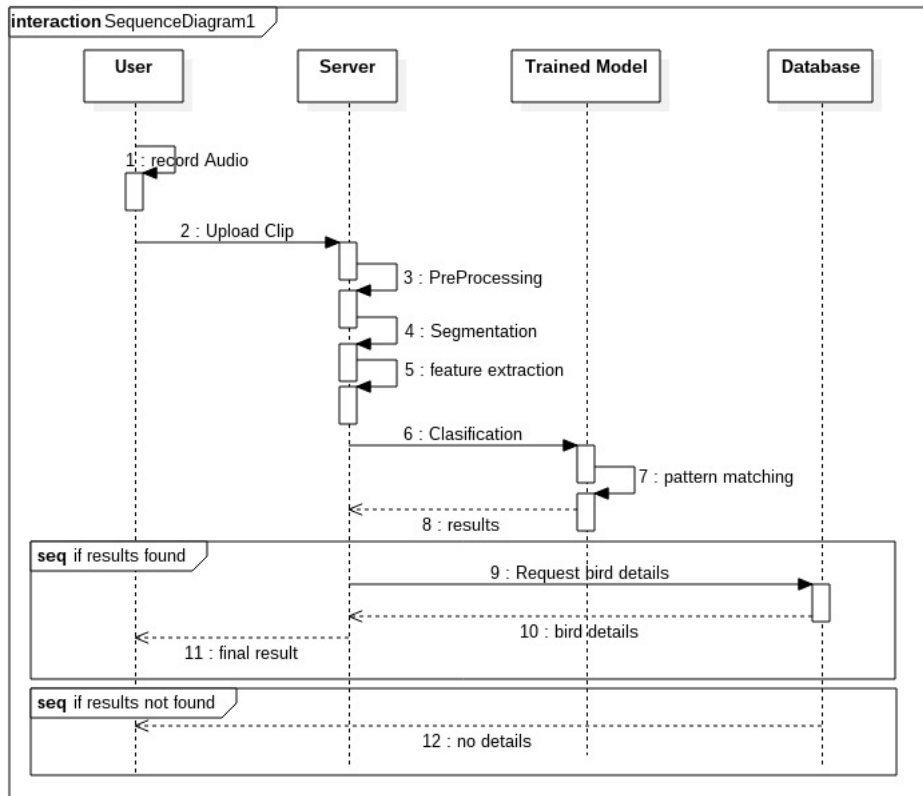 interaction SequenceDiagram1
User
Server
Trained Model
Database
1 : record Audio
2 : Upload Clip
3 : PreProcessing
4 : Segmentation
5 : feature extraction
6 : Clasification
7 : pattern matching
8 : results
seq if results found
9 : Request bird details
10 : bird details
11 : final result
seq if results not found
12 : no details